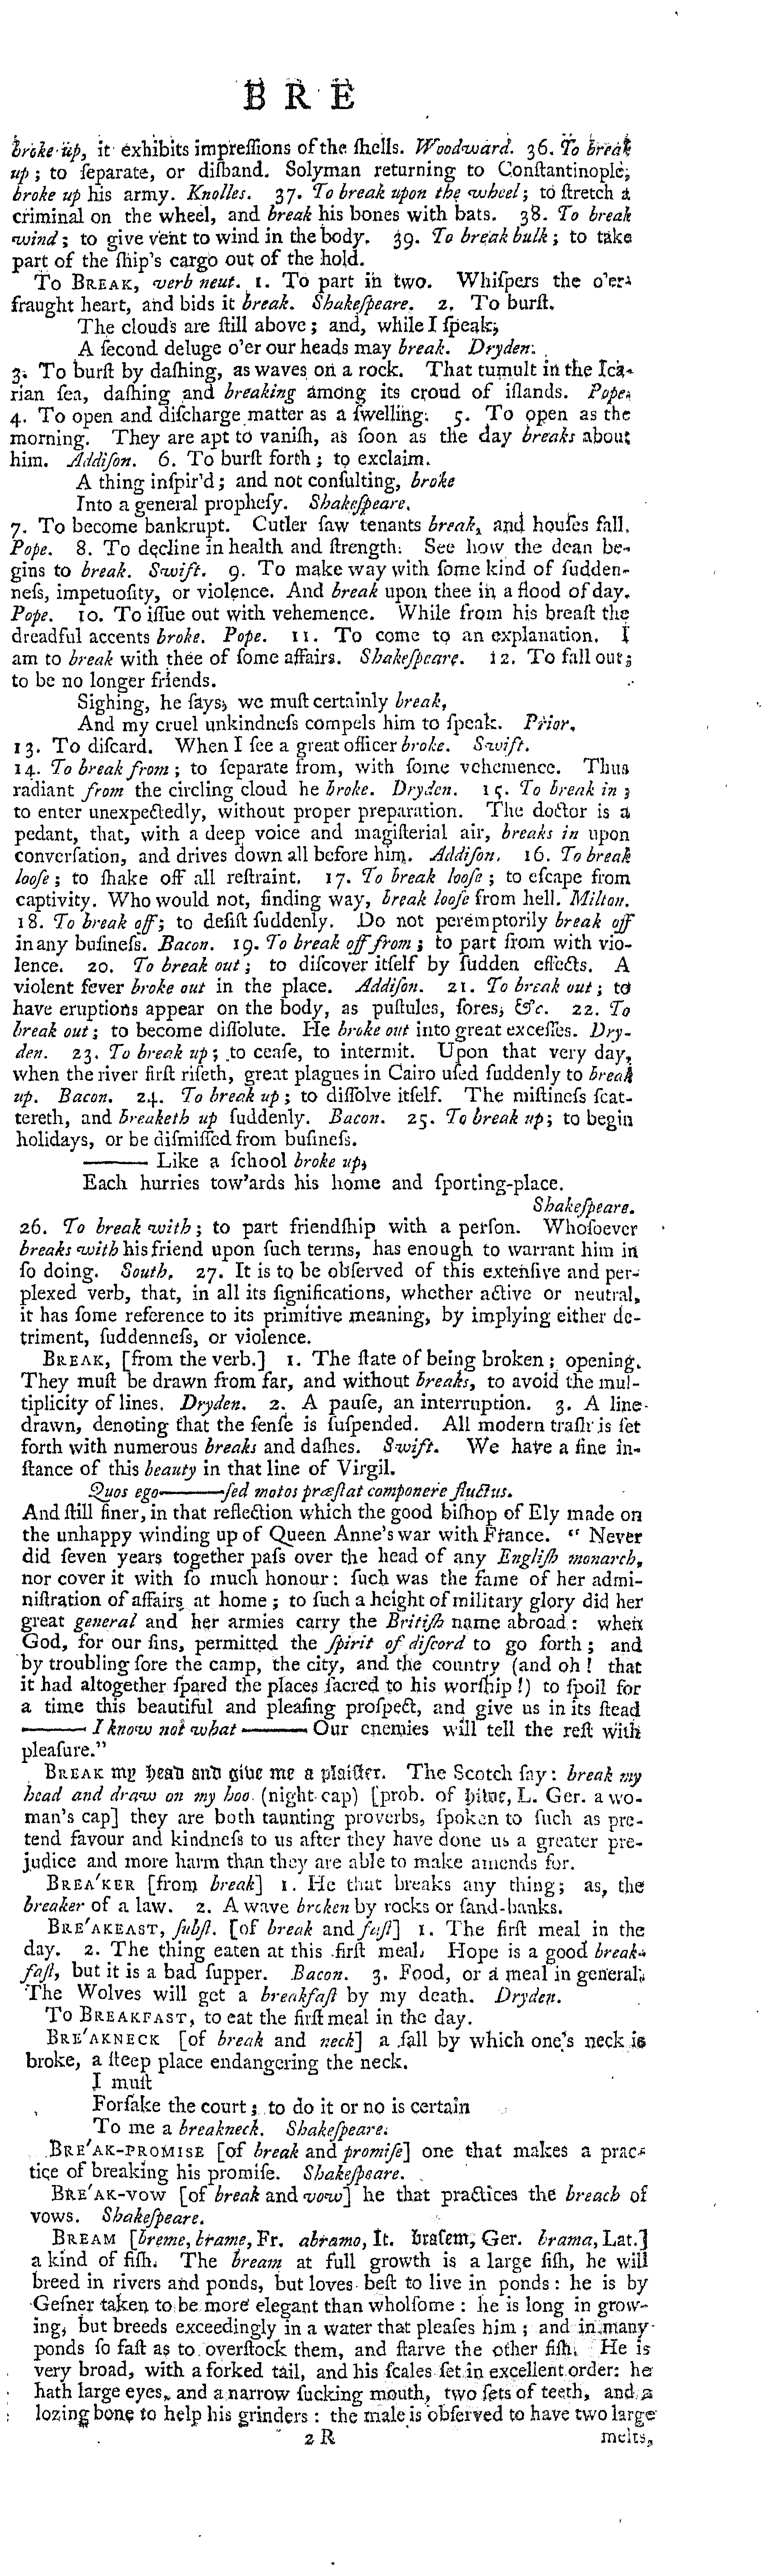 B R E
broke up, it exhibits impreſſions of the ſhells. Woodward. 36. To break
up; to ſeparate, or diſband. Solyman returning to Conſtantinople,
broke up his army. Knolles. 37. To break upon the wheel; to ſtretch a
criminal on the wheel, and break his bones with bats. 38. To break
wind; to give vent to wind in the body. 39. To break bulk; to take
part of the ſhip's cargo out of the hold.
To BREAK, verb neut. 1. To part in two. Whiſpers the o'er-
fraught heart, and bids it break. Shakeſpeare. 2. To burſt.
The clouds are ſtill above; and, while I ſpeak,
A ſecond deluge o'er our heads may break. Dryden.
3. To burſt by daſhing, as waves on a rock. That tumult in the Ica-
rian ſea, daſhing and breaking among its croud of iſlands. Pope.
4. To open and diſcharge matter as a ſwelling. 5. To open as the
morning. They are apt to vaniſh, as ſoon as the day breaks about
him. Addiſon. 6. To burſt forth; to exclaim.
A thing inſpir'd; and not conſulting, broke
Into a general propheſy. Shakeſpeare.
7. To become bankrupt. Cutler ſaw tenants break, and houſes fall.
Pope. 8. To decline in health and ſtrength. See how the dean be-
gins to break. Swift. 9. To make way with ſome kind of ſudden-
neſs, impetuoſity, or violence. And break upon thee in a flood of day.
Pope. 10. To iſſue out with vehemence. While from his breaſt the
dreadful accents broke. Pope. 11. To come to an explanation. I
am to break with thee of ſome affairs. Shakeſpeare. 12. To fall out;
to be no longer friends.
Sighing, he ſays, we muſt certainly break,
And my cruel unkindneſs compels him to ſpeak. Prior.
13. To diſcard. When I ſee a great officer broke. Swift.
14. To break from; to ſeparate from, with ſome vehemence. Thus
radiant from the circling cloud he broke. Dryden. 15. To break in;
to enter unexpectedly, without proper preparation. The doctor is a
pedant, that, with a deep voice and magiſterial air, breaks in upon
converſation, and drives down all before him. Addiſon. 16. To break
looſe; to ſhake off all reſtraint. 17. To break looſe; to eſcape from
captivity. Who would not, finding way, break looſe from hell. Milton.
18. To break off; to deſiſt ſuddenly. Do not peremptorily break off
in any buſineſs. Bacon. 19. To break off from; to part from with vio-
lence. 20. To break out; to diſcover itſelf by ſudden effects. A
violent fever broke out in the place. Addiſon. 21. To break out; to
have eruptions appear on the body, as puſtules, ſores, &c. 22. To
break out; to become diſſolute. He broke out into great exceſſes. Dry-
den. 23. To break up; to ceaſe, to intermit. Upon that very day,
when the river firſt riſeth, great plagues in Cairo uſed ſuddenly to break
up. Bacon. 24. To break up; to diſſolve itſelf. The miſtineſs ſcat-
tereth, and breaketh up ſuddenly. Bacon. 25. To break up; to begin
holidays, or be diſmiſſed from buſineſs.
——— Like a ſchool broke up,
Each hurries tow'ards his home and ſporting-place.
Shakeſpeare.
26. To break with; to part friendſhip with a perſon. Whoſoever
breaks with his friend upon ſuch terms, has enough to warrant him in
ſo doing. South. 27. It is to be obſerved of this extenſive and per-
plexed verb, that, in all its ſignifications, whether active or neutral,
it has ſome reference to its primitive meaning, by implying either de-
triment, ſuddenneſs, or violence.
BREAK, [from the verb.] 1. The ſtate of being broken; opening.
They muſt be drawn from far, and without breaks, to avoid the mul-
tiplicity of lines. Dryden. 2. A pauſe, an interruption. 3. A line
drawn, denoting that the ſenſe is ſuſpended. All modern traſh is ſet
forth with numerous breaks and daſhes. Swift. We have a fine in-
ſtance of this beauty in that line of Virgil.
Quos ego———ſed motos præſtat componere fluctus.
And ſtill finer, in that reflection which the good biſhop of Ely made on
the unhappy winding up of Queen Anne's war with France. “ Never
did ſeven years together paſs over the head of any Engliſh monarch,
nor cover it with ſo much honour: ſuch was the fame of her admi-
niſtration of affairs at home; to ſuch a height of military glory did her
great general and her armies carry the Britiſh name abroad: when
God, for our ſins, permitted the ſpirit of diſcord to go forth; and
by troubling ſore the camp, the city, and the country (and oh! that
it had altogether ſpared the places ſacred to his worſhip!) to ſpoil for
a time this beautiful and pleaſing proſpect, and give us in its ſtead
——— I know not what ——— Our enemies will tell the reſt with
pleaſure.”
BREAK my head and give me a plaiſter. The Scotch ſay: break my
head and draw on my hoo (night cap) [prob. of , L. Ger. a wo-
man's cap] they are both taunting proverbs, ſpoken to ſuch as pre-
tend favour and kindneſs to us after they have done us a greater pre-
judice and more harm than they are able to make amends for.
BREA'KER [from break] 1. He that breaks any thing; as, the
breaker of a law. 2. A wave broken by rocks or ſand-banks.
BRE'AKFAST, ſubſt. [of break and faſt] 1. The firſt meal in the
day. 2. The thing eaten at this firſt meal. Hope is a good break-
faſt, but it is a bad ſupper. Bacon. 3. Food, or a meal in general.
The Wolves will get a breakfaſt by my death. Dryden.
To BREAKFAST, to eat the firſt meal in the day.
BRE'AKNECK [of break and neck] a fall by which one's neck is
broke, a ſteep place endangering the neck.
I muſt
Forſake the court; to do it or no is certain
To me a breakneck. Shakeſpeare.
BRE'AK-PROMISE [of break and promiſe] one that makes a prac-
tice of breaking his promiſe. Shakeſpeare.
BRE'AK-VOW [of break and vow] he that practices the breach of
vows. Shakeſpeare.
BREAM [breme, brame, Fr. abramo, It. braſem, Ger. brama, Lat.]
a kind of fiſh. The bream at full growth is a large fiſh, he will
breed in rivers and ponds, but loves beſt to live in ponds: he is by
Geſner taken to be more elegant than wholſome: he is long in grow-
ing, but breeds exceedingly in a water that pleaſes him; and in many
ponds ſo faſt as to overſtock them, and ſtarve the other fiſh. He is
very broad, with a forked tail, and his ſcales ſet in excellent order: he
hath large eyes, and a narrow ſucking mouth, two ſets of teeth, and a
lozing bone to help his grinders: the male is obſerved to have two large
2 R melts,